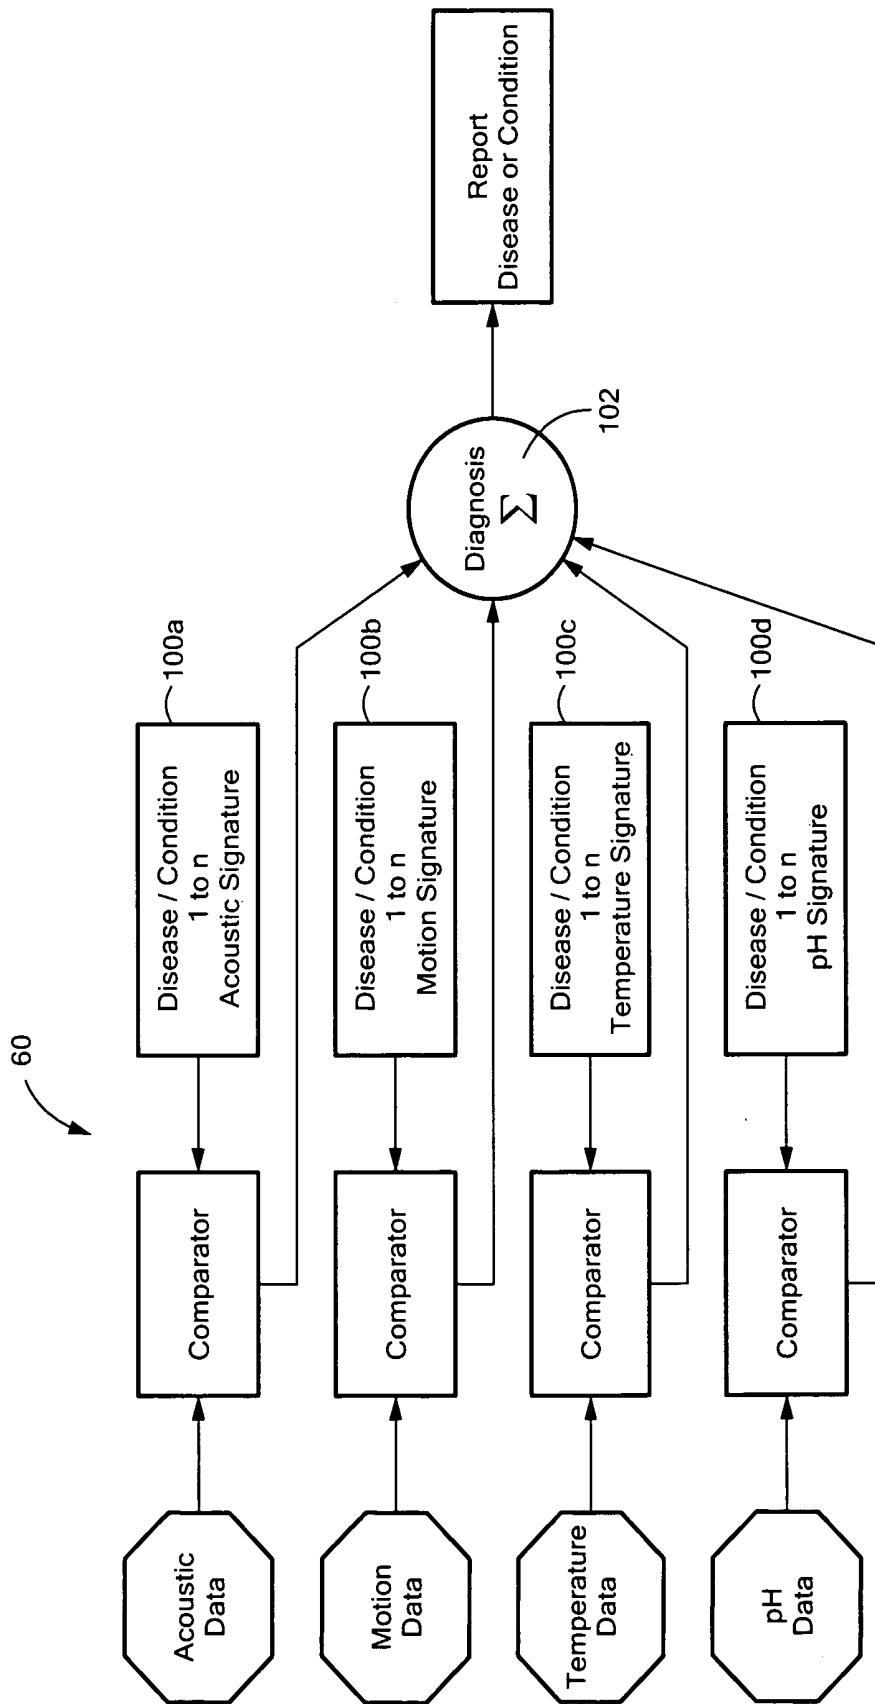 60
Acoustic
Data
Comparator
Disease / Condition
1 to n
Acoustic Signature
100a
Motion
Data
Comparator
Disease / Condition
1 to n
Motion Signature
100b
Diagnosis
Σ
102
Report
Disease or Condition
Temperature
Data
Comparator
Disease / Condition
1 to n
Temperature Signature
100c
pH
Data
Comparator
Disease / Condition
1 to n
pH Signature
100d